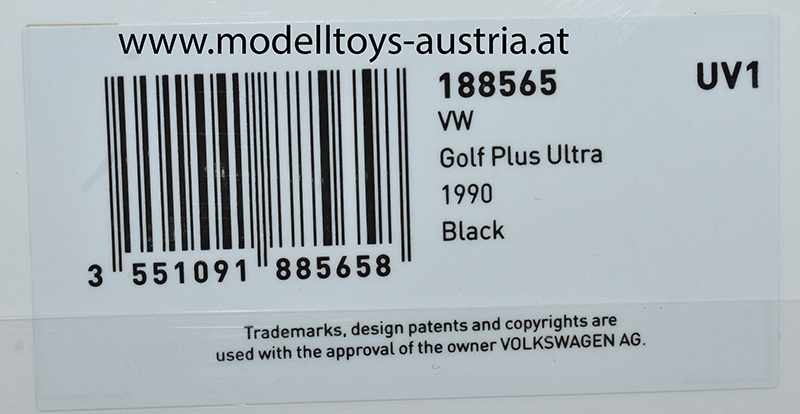 www.modelltoys-austria.at
188565 UV1
VW
Golf Plus Ultra
1990
Black
3 551091 885658
Trademarks, design patents and copyrights are
used with the approval of the owner VOLKSWAGEN AG.